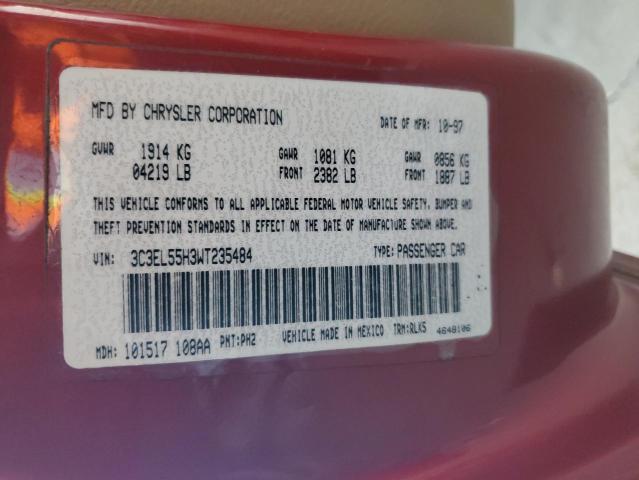 MFD BY CHRYSLER CORPORATION DATE OF MFR: 10-97
GVWR 1914 KG GAWR 1081 KG GAWR 0856 KG
04219 LB FRONT 2382 LB FRONT 1887 LB
THIS VEHICLE CONFORMS TO ALL APPLICABLE FEDERAL MOTOR VEHICLE SAFETY, BUMPER AND
THEFT PREVENTION STANDARDS IN EFFECT ON THE DATE OF MANUFACTURE SHOWN ABOVE.
VIN: 3C3EL55H3WT235484 TYPE: PASSENGER CAR
MDH: 101517 108AA PNT:PH2 VEHICLE MADE IN MEXICO TRM:RLK5 4648106